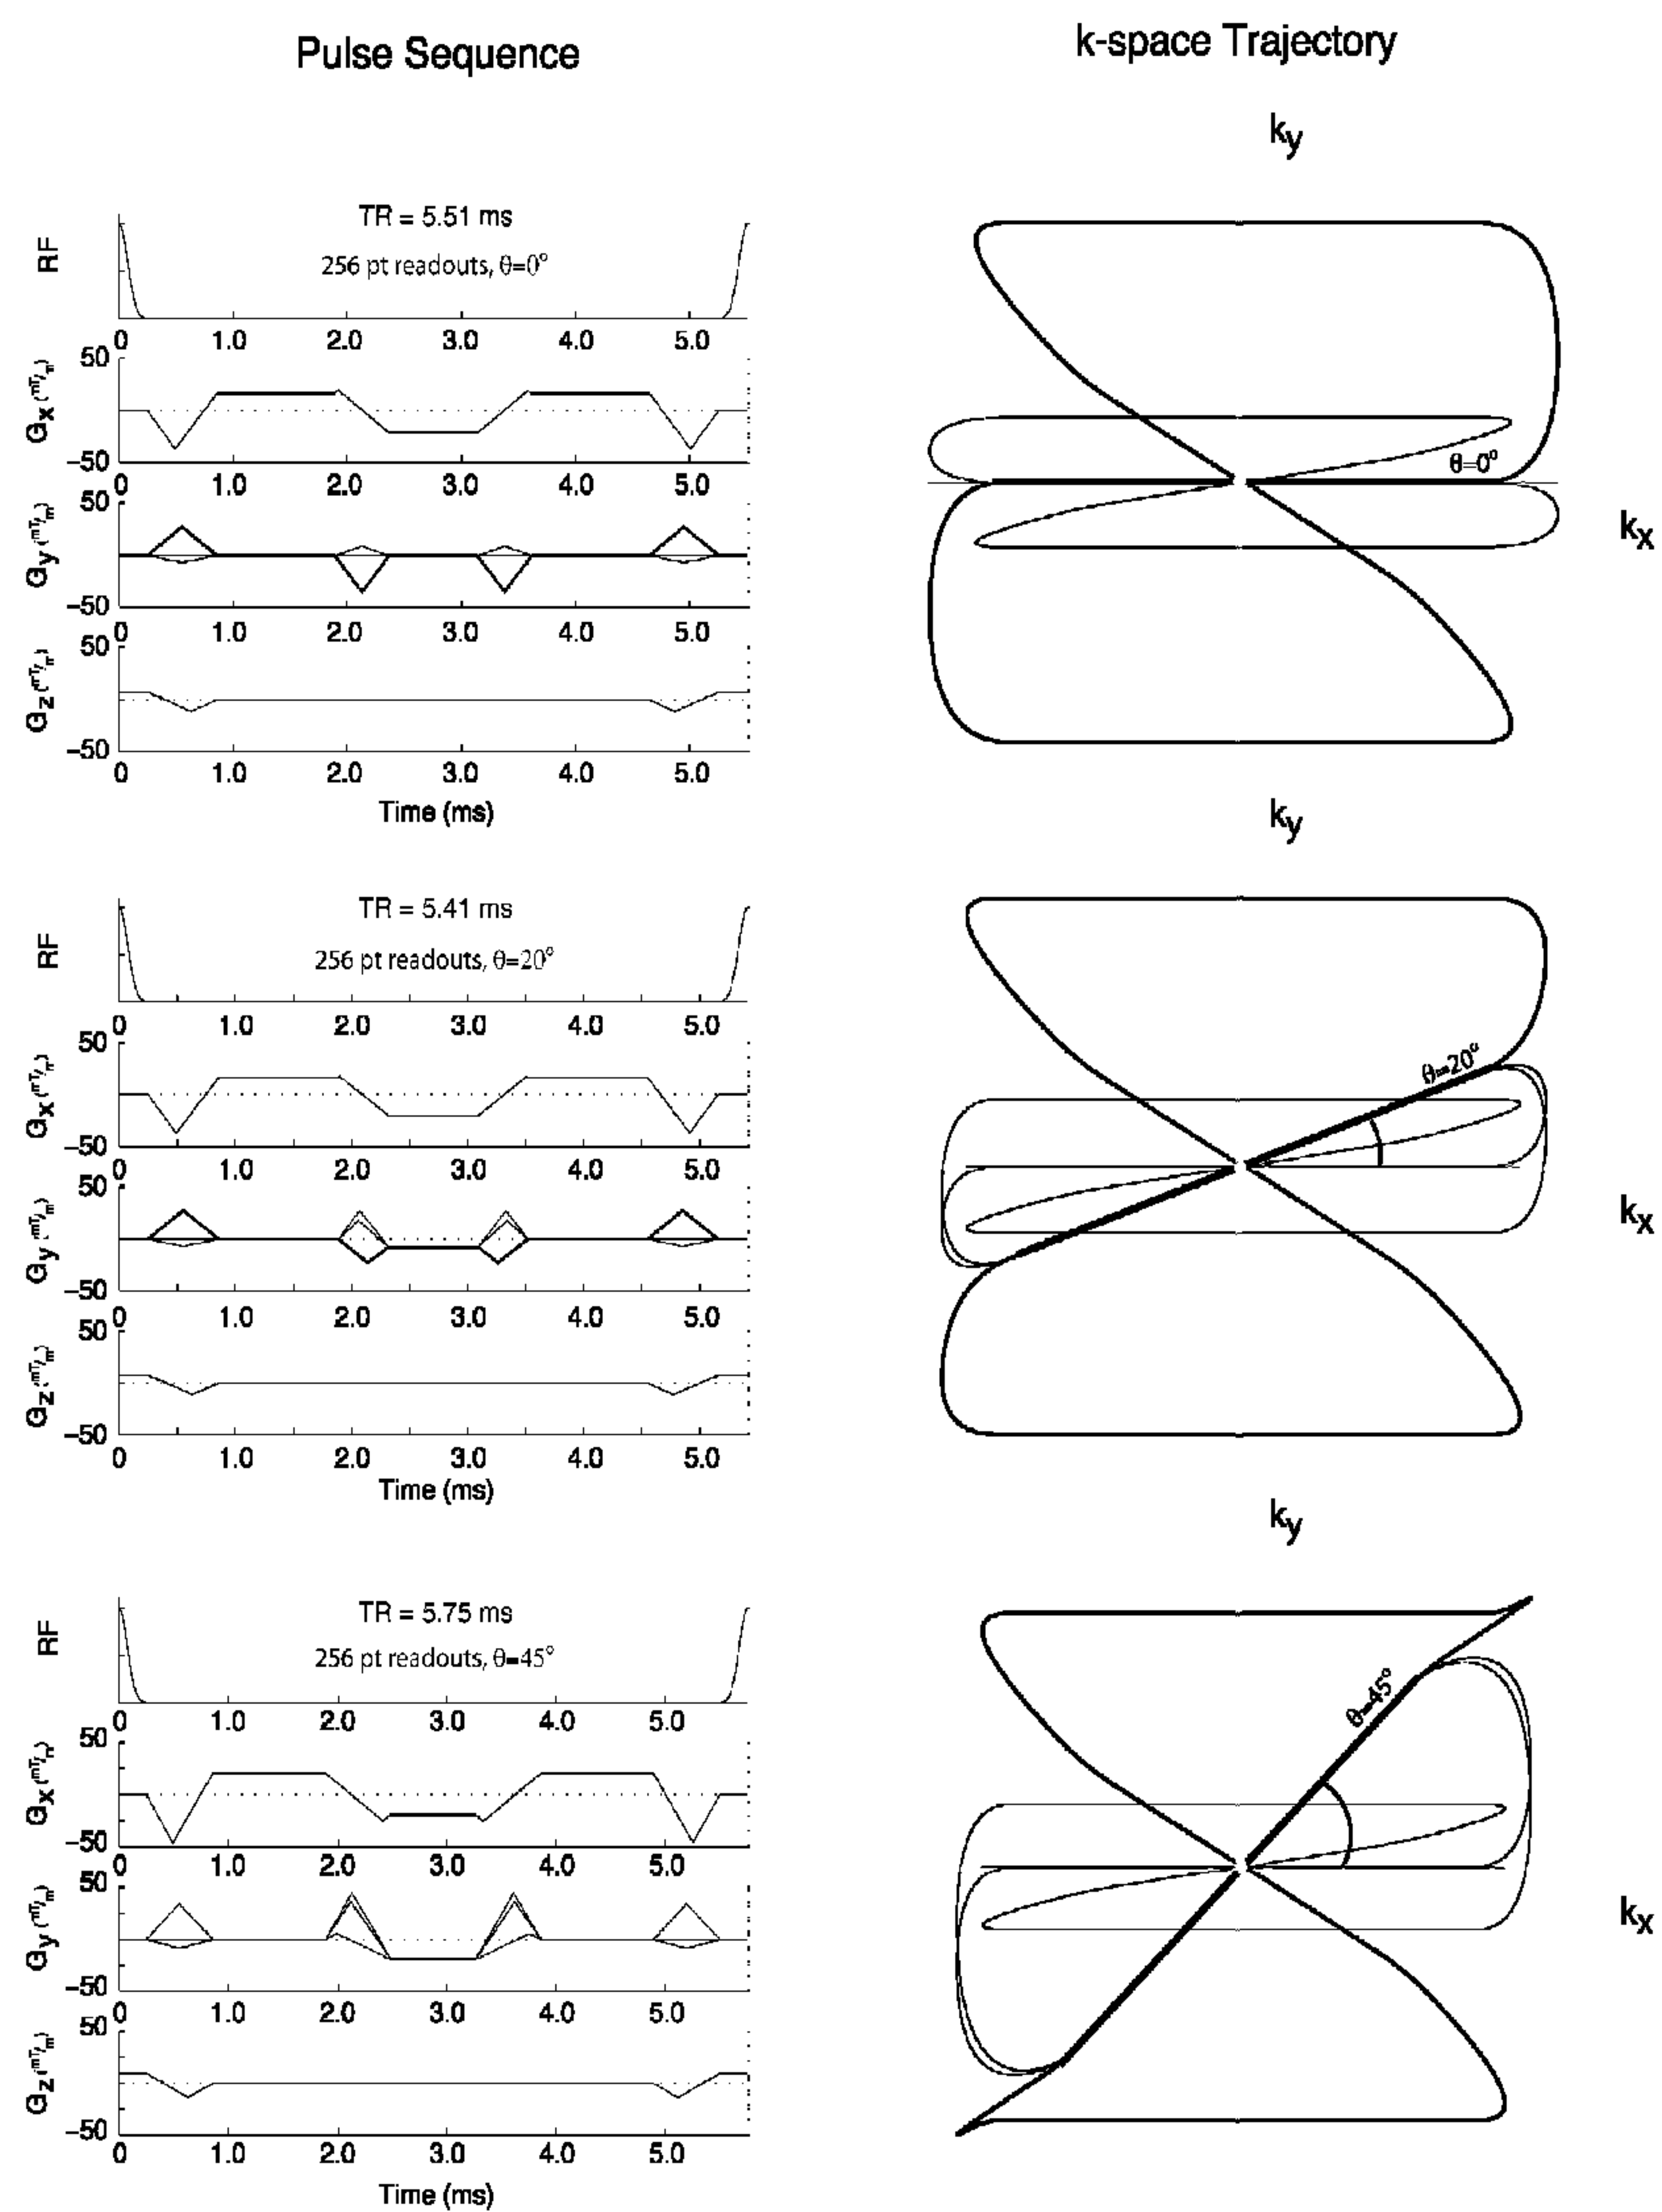 Pulse Sequence
k-space Trajectory
ky
TR = 5.51 ms
256 pt readouts, θ=0°
RF
0 1.0 2.0 3.0 4.0 5.0
50
Gx (mT/m)
−50
0 1.0 2.0 3.0 4.0 5.0
50
Gy (mT/m)
−50
0 1.0 2.0 3.0 4.0 5.0
50
Gz (mT/m)
−50
0 1.0 2.0 3.0 4.0 5.0
Time (ms)
θ=0°
kx
ky
TR = 5.41 ms
256 pt readouts, θ=20°
RF
0 1.0 2.0 3.0 4.0 5.0
50
Gx (mT/m)
−50
0 1.0 2.0 3.0 4.0 5.0
50
Gy (mT/m)
−50
0 1.0 2.0 3.0 4.0 5.0
50
Gz (mT/m)
−50
0 1.0 2.0 3.0 4.0 5.0
Time (ms)
θ=20°
kx
ky
TR = 5.75 ms
256 pt readouts, θ=45°
RF
0 1.0 2.0 3.0 4.0 5.0
50
Gx (mT/m)
−50
0 1.0 2.0 3.0 4.0 5.0
50
Gy (mT/m)
−50
0 1.0 2.0 3.0 4.0 5.0
50
Gz (mT/m)
−50
0 1.0 2.0 3.0 4.0 5.0
Time (ms)
θ=45°
kx